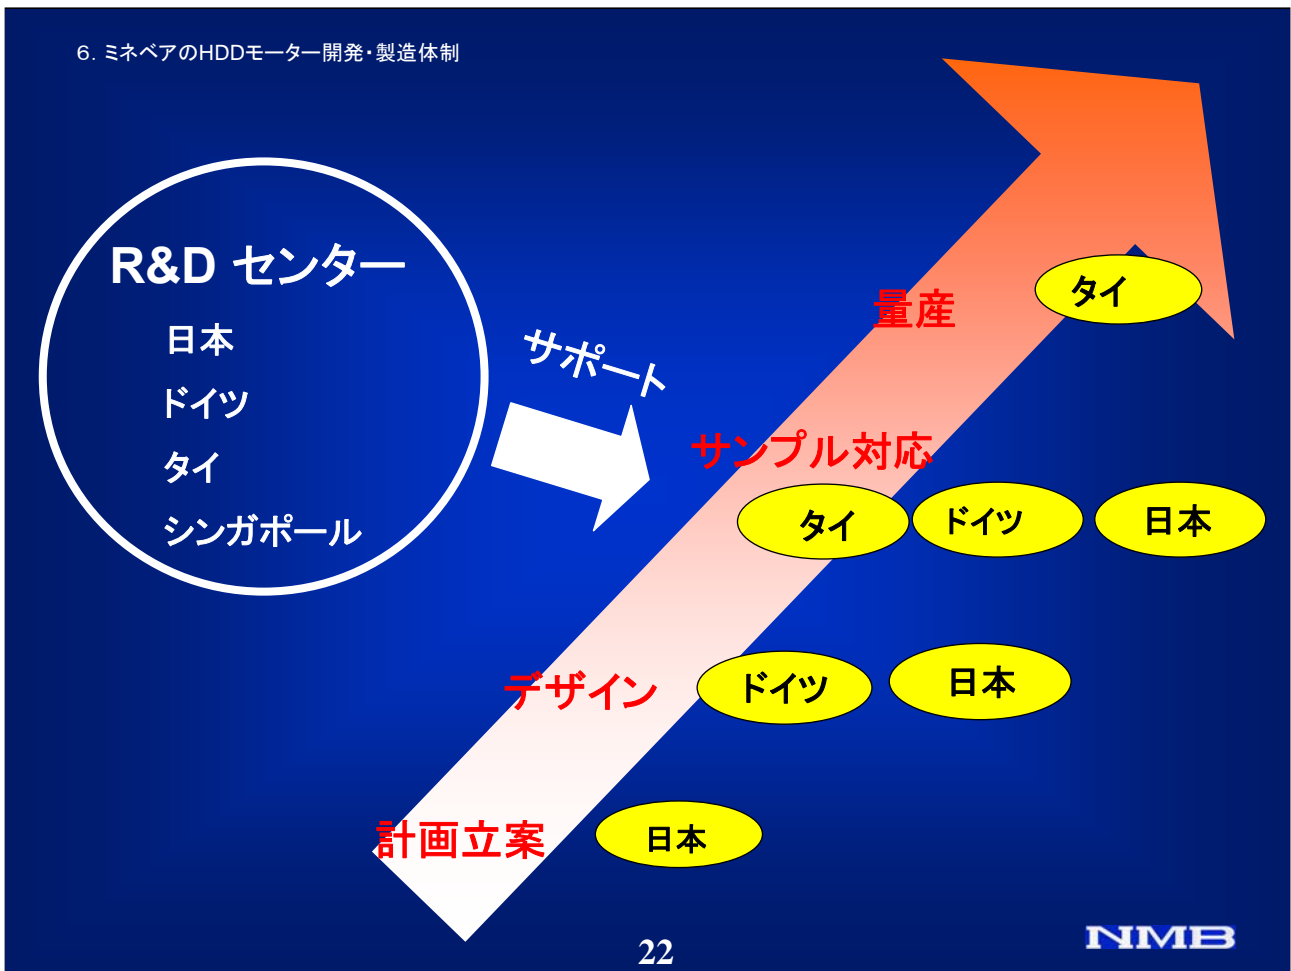 ６．ミネベアのHDDモーター開発・製造体制
R&D センター
日本
ドイツ
タイ
シンガポール
サポート
量産
タイ
サンプル対応
タイ
ドイツ
日本
デザイン
ドイツ
日本
計画立案
日本
22
NMB